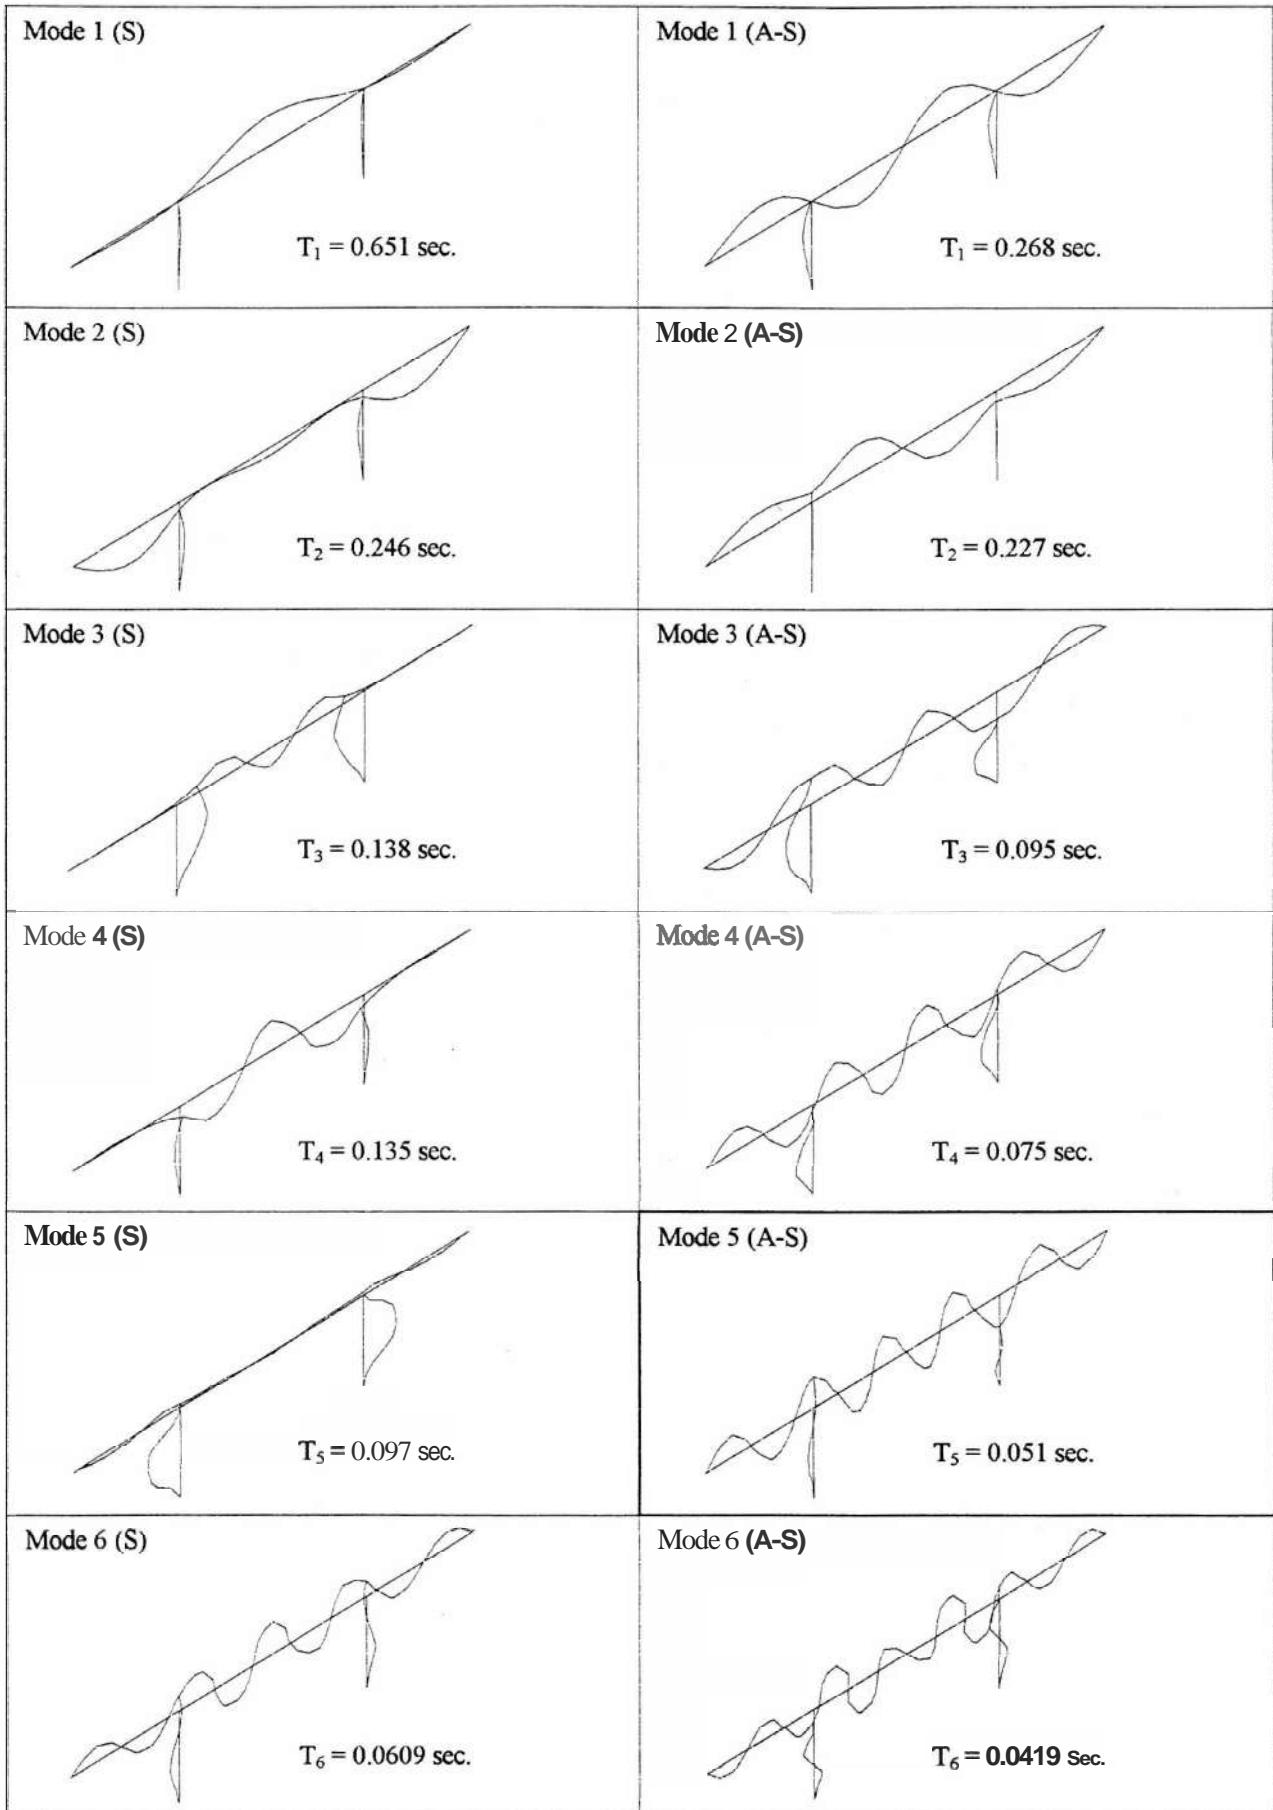 Mode 1 (S)
T₁ = 0.651 sec.
Mode 1 (A-S)
T₁ = 0.268 sec.
Mode 2 (S)
T₂ = 0.246 sec.
Mode 2 (A-S)
T₂ = 0.227 sec.
Mode 3 (S)
T₃ = 0.138 sec.
Mode 3 (A-S)
T₃ = 0.095 sec.
Mode 4 (S)
T₄ = 0.135 sec.
Mode 4 (A-S)
T₄ = 0.075 sec.
Mode 5 (S)
T₅ = 0.097 sec.
Mode 5 (A-S)
T₅ = 0.051 sec.
Mode 6 (S)
T₆ = 0.0609 sec.
Mode 6 (A-S)
T₆ = 0.0419 Sec.